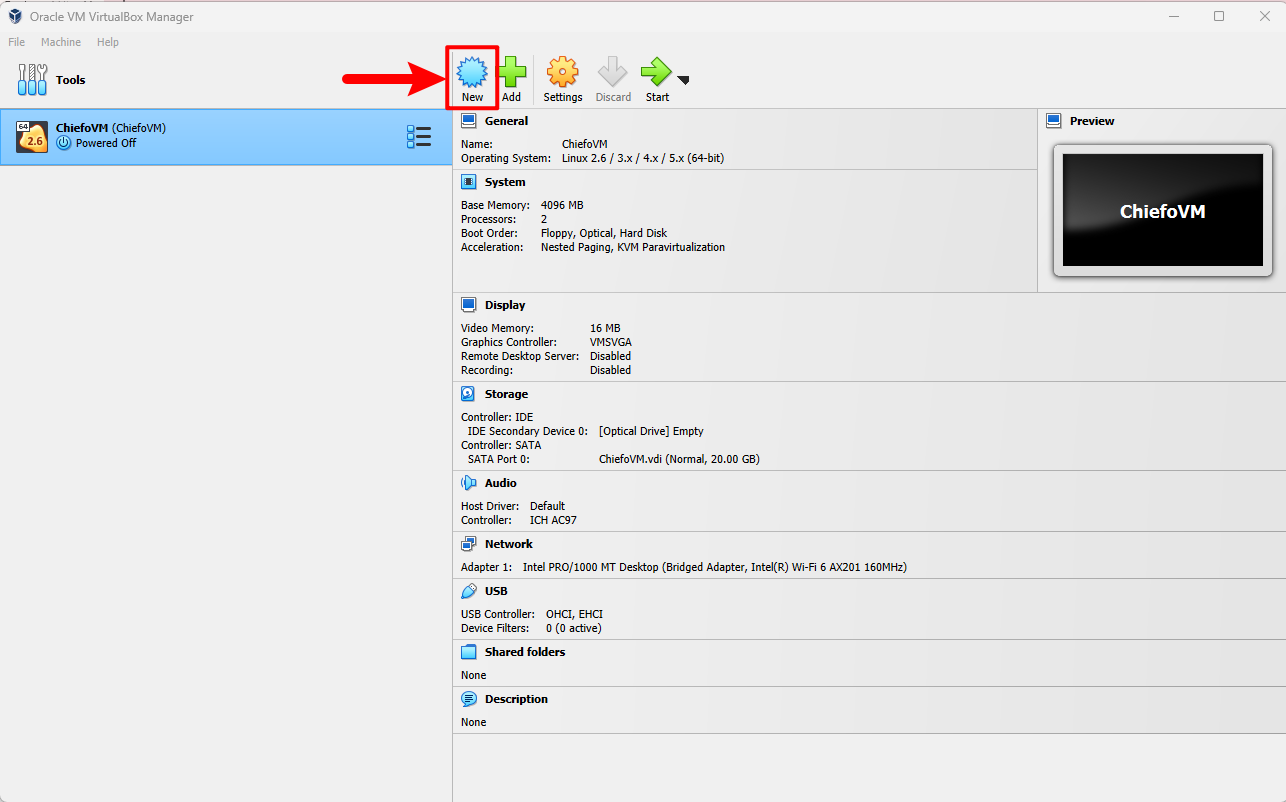 Oracle VM VirtualBox Manager
File Machine Help
Tools
New Add Settings Discard Start
64
2.6
ChiefoVM (ChiefoVM)
Powered Off
General
Name: ChiefoVM
Operating System: Linux 2.6 / 3.x / 4.x / 5.x (64-bit)
Preview
ChiefoVM
System
Base Memory: 4096 MB
Processors: 2
Boot Order: Floppy, Optical, Hard Disk
Acceleration: Nested Paging, KVM Paravirtualization
Display
Video Memory: 16 MB
Graphics Controller: VMSVGA
Remote Desktop Server: Disabled
Recording: Disabled
Storage
Controller: IDE
IDE Secondary Device 0: [Optical Drive] Empty
Controller: SATA
SATA Port 0: ChiefoVM.vdi (Normal, 20.00 GB)
Audio
Host Driver: Default
Controller: ICH AC97
Network
Adapter 1: Intel PRO/1000 MT Desktop (Bridged Adapter, Intel(R) Wi-Fi 6 AX201 160MHz)
USB
USB Controller: OHCI, EHCI
Device Filters: 0 (0 active)
Shared folders
None
Description
None